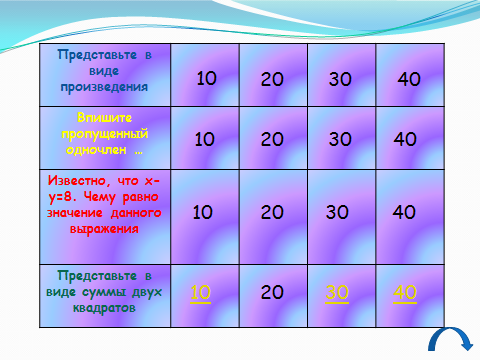 Представьте в
виде
произведения
10 20 30 40
Впишите
пропущенный
одночлен …
10 20 30 40
Известно, что х-
у=8. Чему равно
значение данного
выражения
10 20 30 40
Представьте в
виде суммы двух
квадратов
10 20 30 40